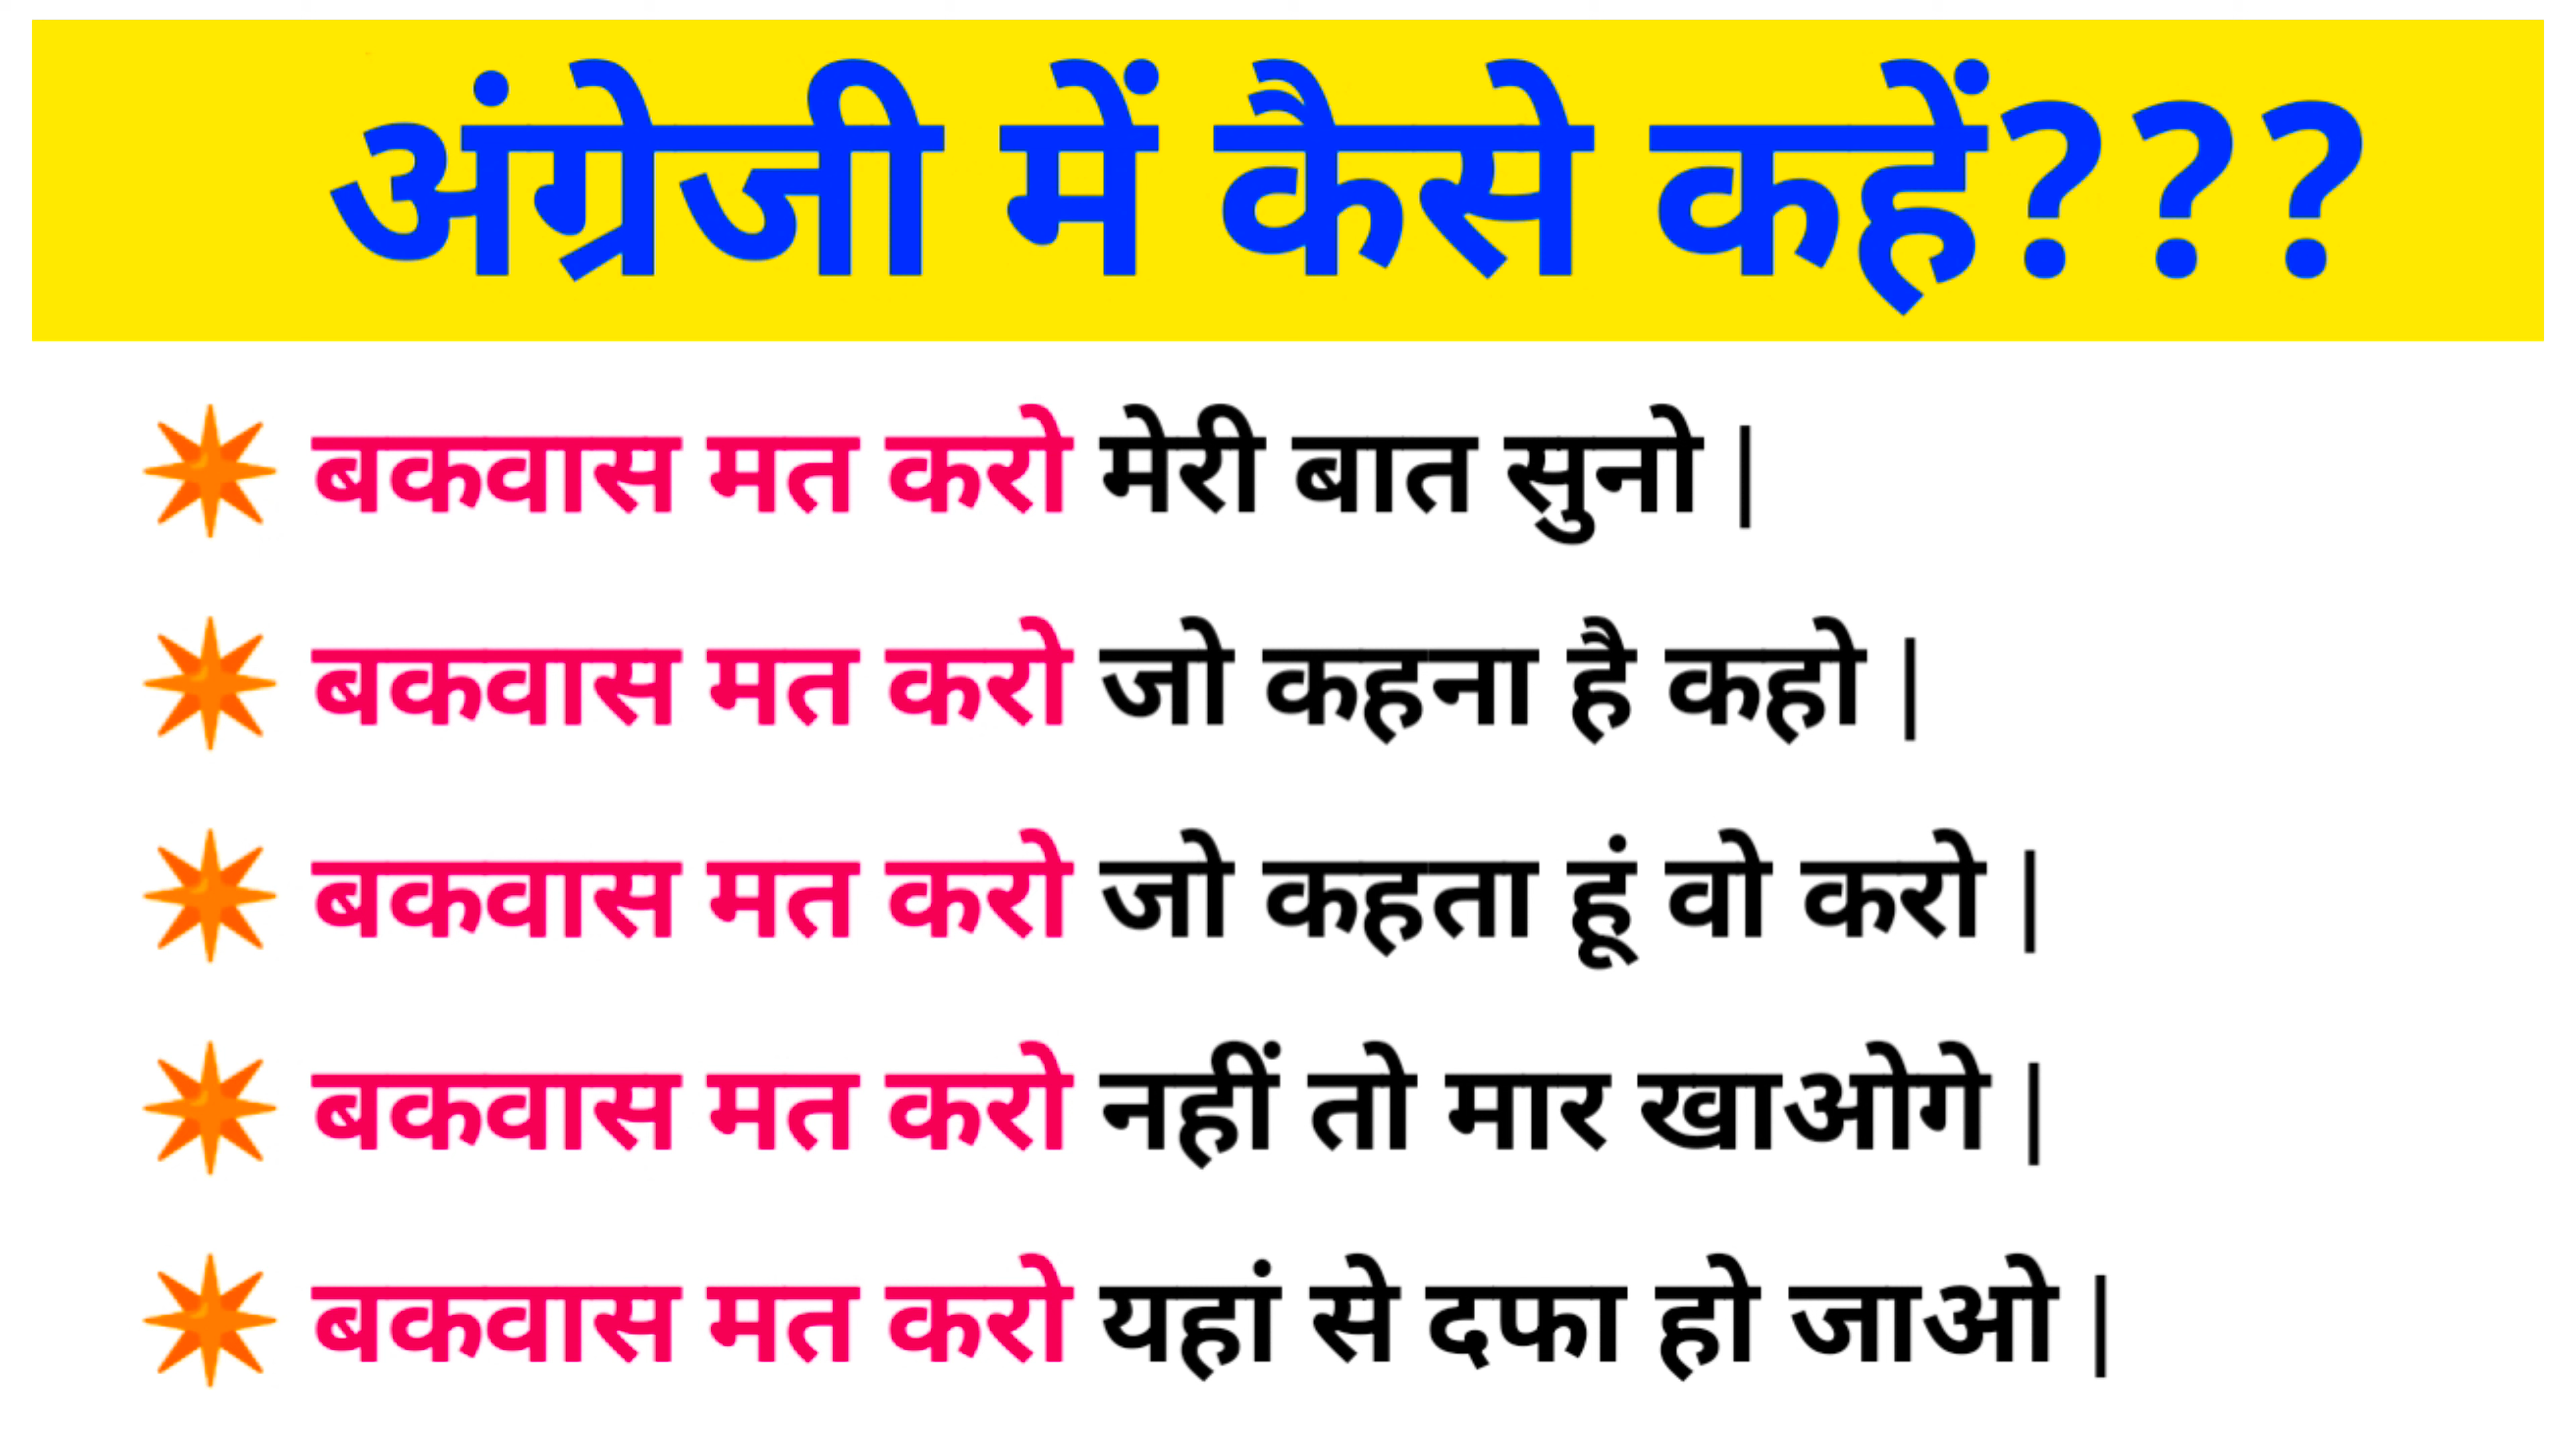 अंग्रेजी में कैसे कहें???
बकवास मत करो मेरी बात सुनो |
बकवास मत करो जो कहना है कहो |
बकवास मत करो जो कहता हूं वो करो |
बकवास मत करो नहीं तो मार खाओगे |
बकवास मत करो यहां से दफा हो जाओ |